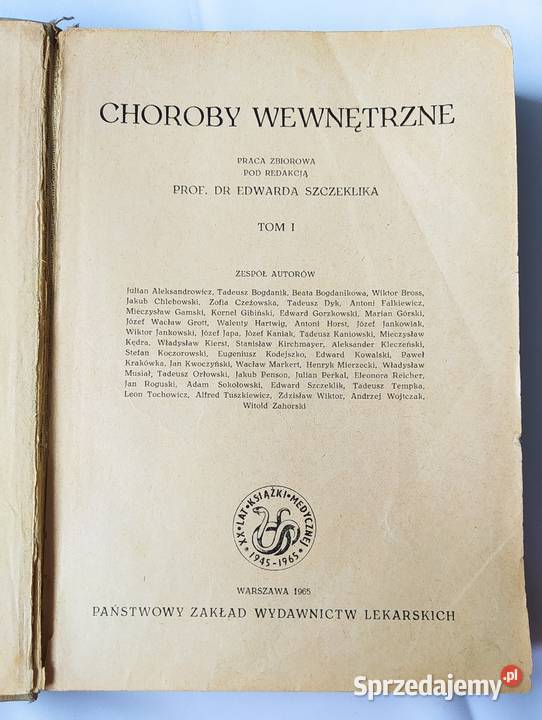 CHOROBY WEWNĘTRZNE
PRACA ZBIOROWA
POD REDAKCJĄ
PROF. DR EDWARDA SZCZEKLIKA
TOM I
ZESPÓŁ AUTORÓW
Julian Aleksandrowicz, Tadeusz Bogdanik, Beata Bogdanikowa, Wiktor Bross,
Jakub Chlebowski, Zofia Czeżowska, Tadeusz Dyk, Antoni Falkiewicz,
Mieczysław Gamski, Kornel Gibiński, Edward Gorzkowski, Marian Górski,
Józef Wacław Grott, Walenty Hartwig, Antoni Horst, Józef Jankowiak,
Wiktor Jankowski, Józef Japa, Józef Kaniak, Tadeusz Kaniowski, Mieczysław
Kędra, Władysław Kierst, Stanisław Kirchmayer, Aleksander Kleczeński,
Stefan Koczorowski, Eugeniusz Kodejszko, Edward Kowalski, Paweł
Krakówka, Jan Kwoczyński, Wacław Markert, Henryk Mierzecki, Władysław
Musiał, Tadeusz Orłowski, Jakub Penson, Julian Perkal, Eleonora Reicher,
Jan Roguski, Adam Sokołowski, Edward Szczeklik, Tadeusz Tempka,
Leon Tochowicz, Alfred Tuszkiewicz, Zdzisław Wiktor, Andrzej Wojtczak,
Witold Zahorski
XX•LAT•KSIĄŻKI•MEDYCZNEJ
•1945-1965•
WARSZAWA 1965
PAŃSTWOWY ZAKŁAD WYDAWNICTW LEKARSKICH
Sprzedajemy.pl